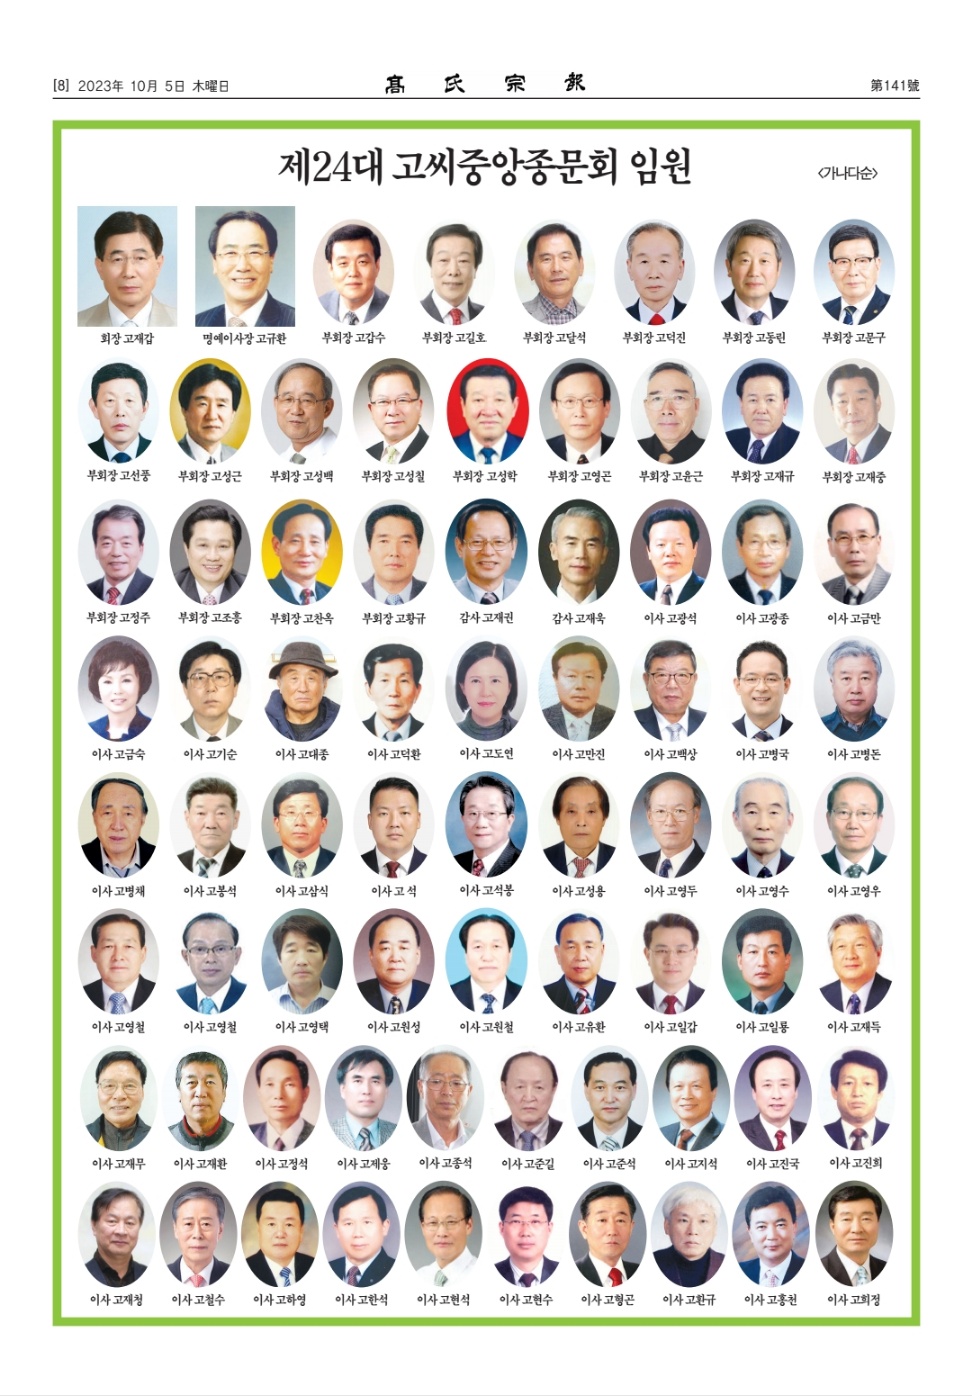 [8] 2023年 10月 5日 木曜日
髙氏宗報
第141號
제24대 고씨중앙종문회 임원
<가나다순>
회장 고재갑 명예이사장 고규환 부회장 고갑수 부회장 고길호 부회장 고달석 부회장 고덕진 부회장 고동린 부회장 고문구
부회장 고선풍 부회장 고성근 부회장 고성백 부회장 고성칠 부회장 고성학 부회장 고영곤 부회장 고윤근 부회장 고재규 부회장 고재중
부회장 고정주 부회장 고조흥 부회장 고찬옥 부회장 고황규 감사 고재권 감사 고재욱 이사 고광석 이사 고광종 이사 고금만
이사 고금숙 이사 고기순 이사 고대종 이사 고덕환 이사 고도연 이사 고만진 이사 고백상 이사 고병국 이사 고병돈
이사 고병채 이사 고봉석 이사 고삼식 이사 고 석 이사 고석봉 이사 고성용 이사 고영두 이사 고영수 이사 고영우
이사 고영철 이사 고영철 이사 고영택 이사 고원성 이사 고원철 이사 고유환 이사 고일갑 이사 고일룡 이사 고재득
이사 고재무 이사 고재환 이사 고정석 이사 고제웅 이사 고종석 이사 고준길 이사 고준석 이사 고지석 이사 고진국 이사 고진희
이사 고재청 이사 고철수 이사 고하영 이사 고한석 이사 고현석 이사 고현수 이사 고형곤 이사 고환규 이사 고흥천 이사 고희정